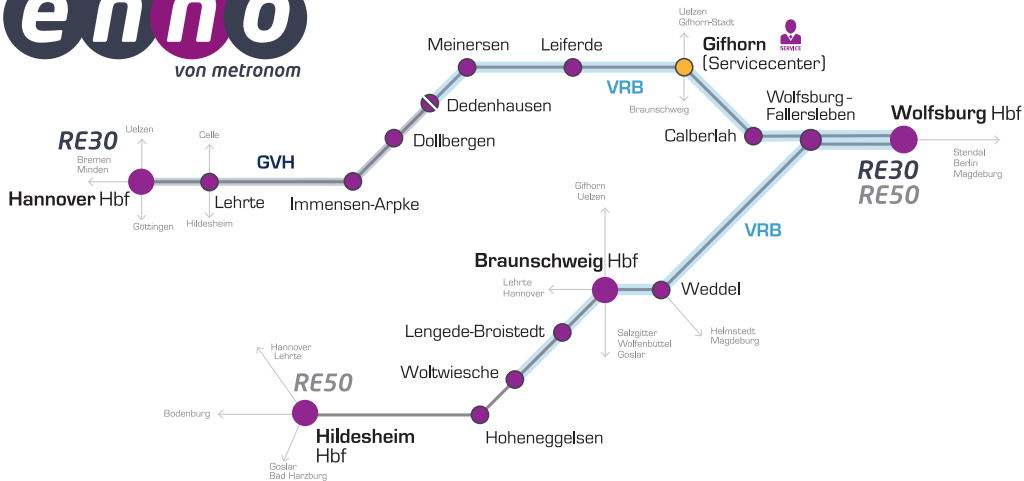 enno
von metronom
Uelzen
Gifhorn-Stadt
SERVICE
Meinersen
Leiferde
Gifhorn
(Servicecenter)
VRB
Braunschweig
Wolfsburg-
Fallersleben
Wolfsburg Hbf
Dedenhausen
Dollbergen
Calberlah
RE30
RE50
Stendal
Berlin
Magdeburg
RE30
Uelzen
Celle
Bremen
Minden
GVH
Hannover Hbf
Lehrte
Immensen-Arpke
Göttingen
Hildesheim
Gifhorn
Uelzen
VRB
Braunschweig Hbf
Lehrte
Hannover
Weddel
Lengede-Broistedt
Salzgitter
Wolfenbüttel
Goslar
Helmstedt
Magdeburg
Hannover
Lehrte
Woltwiesche
RE50
Bodenburg
Hildesheim
Hbf
Hoheneggelsen
Goslar
Bad Harzburg